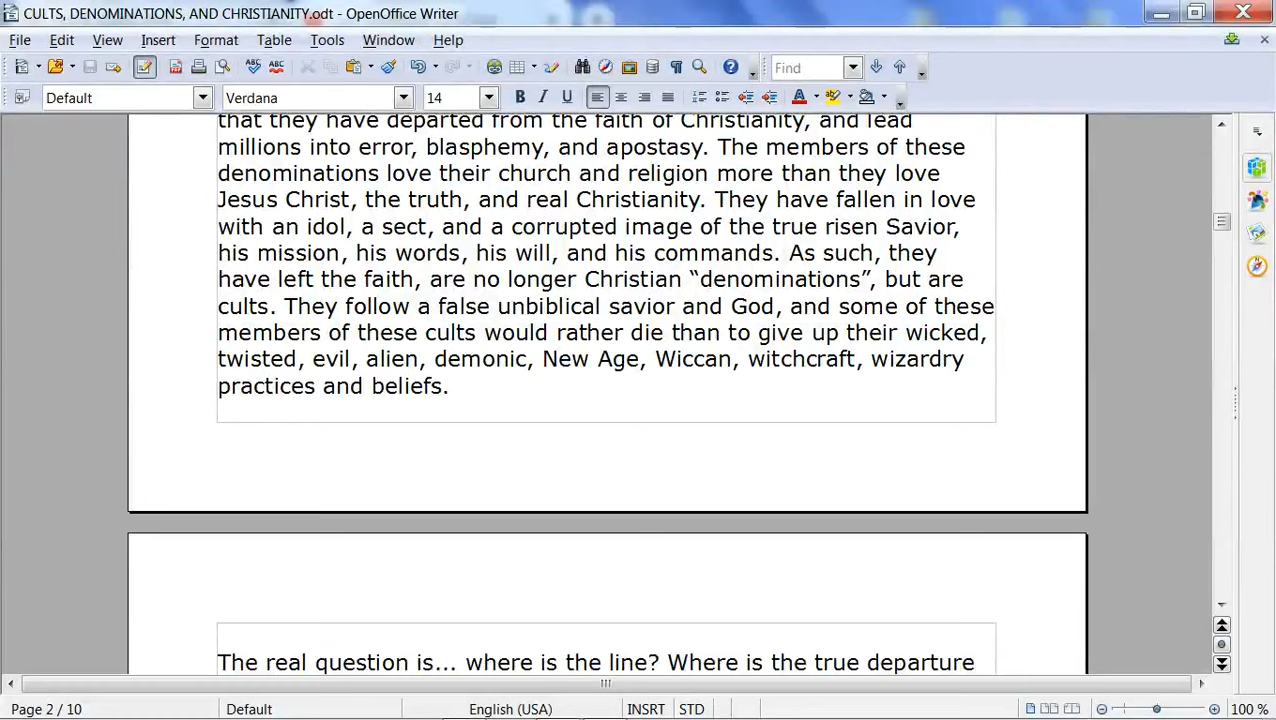 CULTS, DENOMINATIONS, AND CHRISTIANITY.odt - OpenOffice Writer
File Edit View Insert Format Table Tools Window Help
ABC ABC Find
Default Verdana 14 B I U A
that they have departed from the faith of Christianity, and lead
millions into error, blasphemy, and apostasy. The members of these
denominations love their church and religion more than they love
Jesus Christ, the truth, and real Christianity. They have fallen in love
with an idol, a sect, and a corrupted image of the true risen Savior,
his mission, his words, his will, and his commands. As such, they
have left the faith, are no longer Christian “denominations”, but are
cults. They follow a false unbiblical savior and God, and some of these
members of these cults would rather die than to give up their wicked,
twisted, evil, alien, demonic, New Age, Wiccan, witchcraft, wizardry
practices and beliefs.
The real question is… where is the line? Where is the true departure
Page 2 / 10 Default English (USA) INSRT STD 100 %